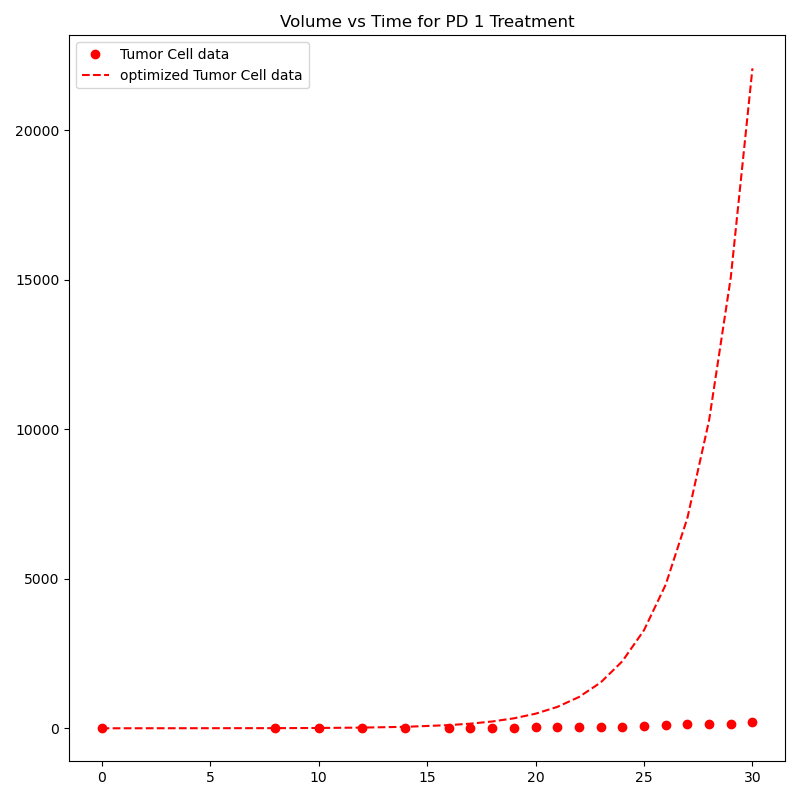 Volume vs Time for PD 1 Treatment
Tumor Cell data
optimized Tumor Cell data
20000
15000
10000
5000
0
0 5 10 15 20 25 30